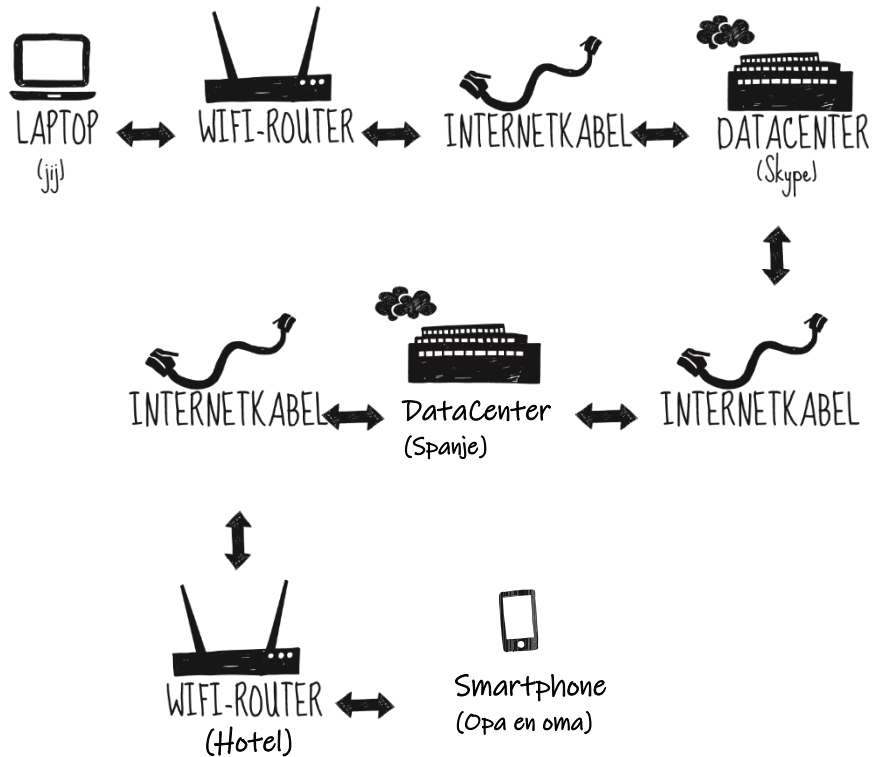 LAPTOP
(jij)
WIFI-ROUTER
INTERNETKABEL
DATACENTER
(Skype)
INTERNETKABEL
DataCenter
(Spanje)
INTERNETKABEL
WIFI-ROUTER
(Hotel)
Smartphone
(Opa en oma)